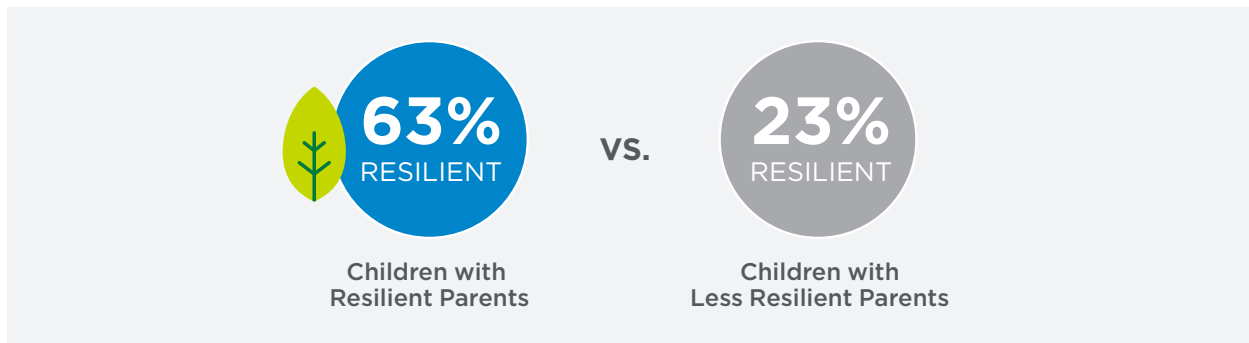 63%
RESILIENT
Children with
Resilient Parents
vs.
23%
RESILIENT
Children with
Less Resilient Parents